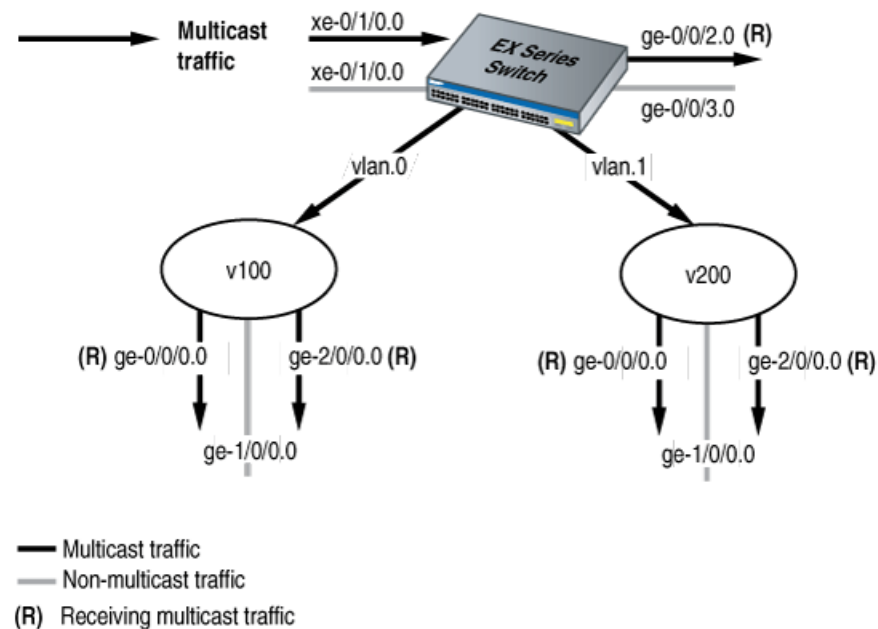 Multicast
traffic
xe-0/1/0.0
xe-0/1/0.0
EX Series
Switch
ge-0/0/2.0 (R)
ge-0/0/3.0
vlan.0
vlan.1
v100
v200
(R) ge-0/0/0.0
ge-2/0/0.0 (R)
ge-1/0/0.0
(R) ge-0/0/0.0
ge-2/0/0.0 (R)
ge-1/0/0.0
Multicast traffic
Non-multicast traffic
(R) Receiving multicast traffic